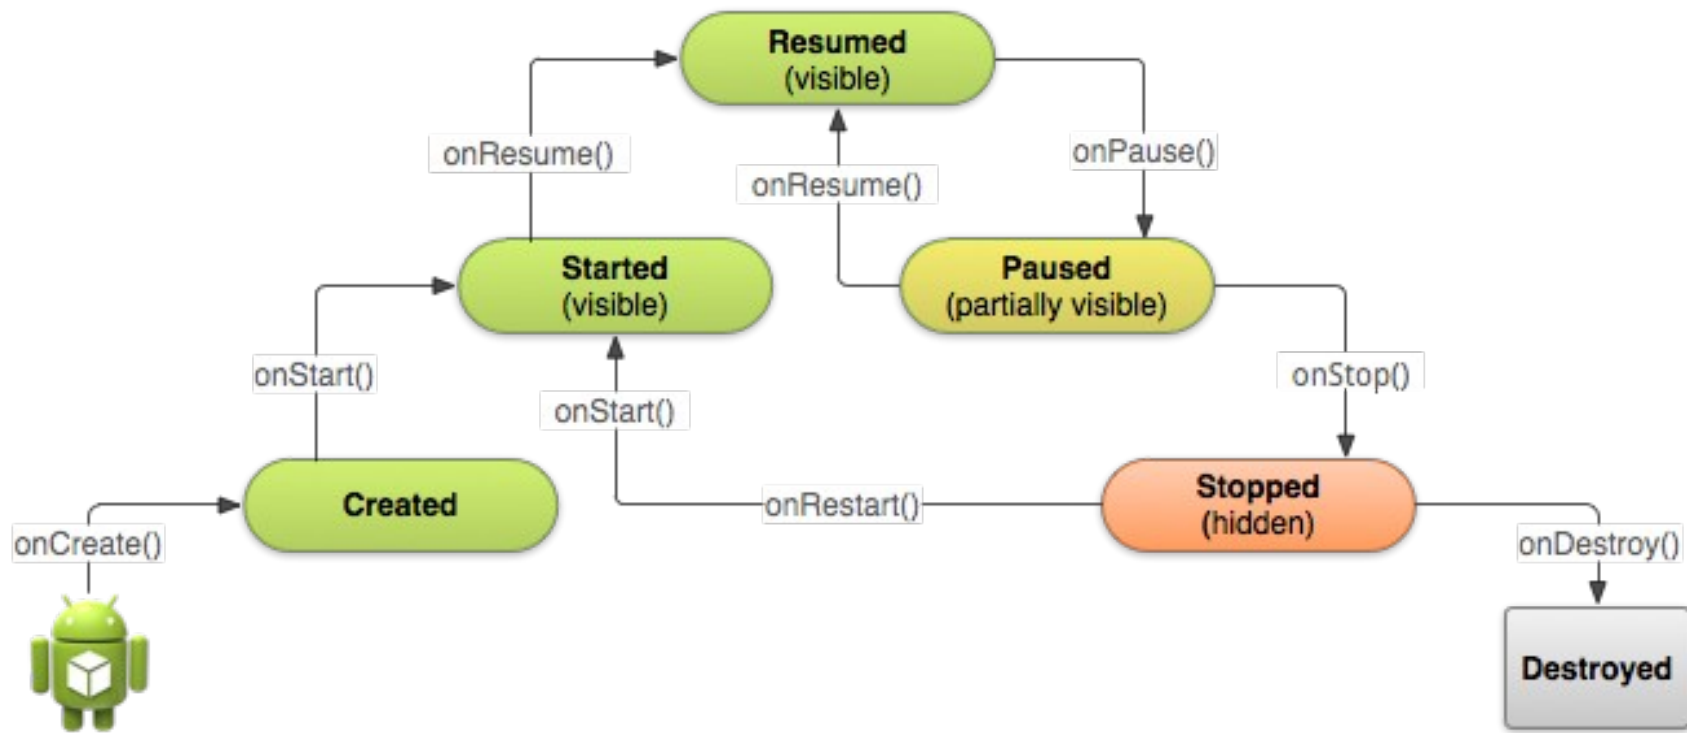 Resumed
(visible)
onResume()
onPause()
onResume()
Started
(visible)
Paused
(partially visible)
onStart()
onStop()
onStart()
Created
Stopped
(hidden)
onRestart()
onCreate()
onDestroy()
Destroyed